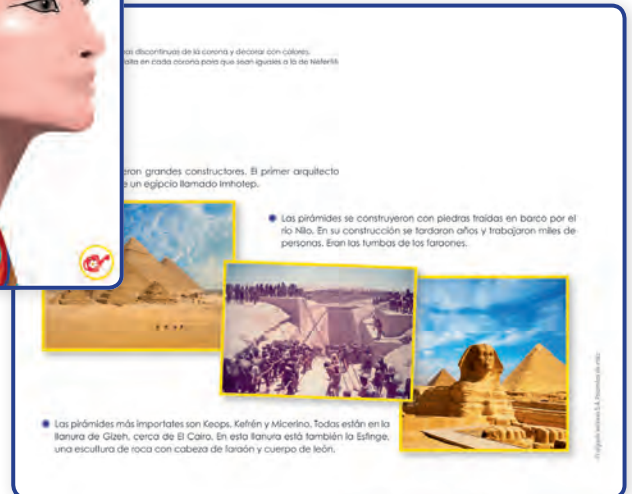 as discontinuas de la corona y decorar con colores.
alta en cada corona para que sean iguales a la de Nefertiti
eron grandes constructores. El primer arquitecto
e un egipcio llamado Imhotep.
Las pirámides se construyeron con piedras traídas en barco por el
río Nilo. En su construcción se tardaron años y trabajaron miles de
personas. Eran las tumbas de los faraones.
Las pirámides más importates son Keops, Kefrén y Micerino. Todas están en la
llanura de Gizeh, cerca de El Cairo. En esta llanura está también la Esfinge,
una escultura de roca con cabeza de faraón y cuerpo de león.